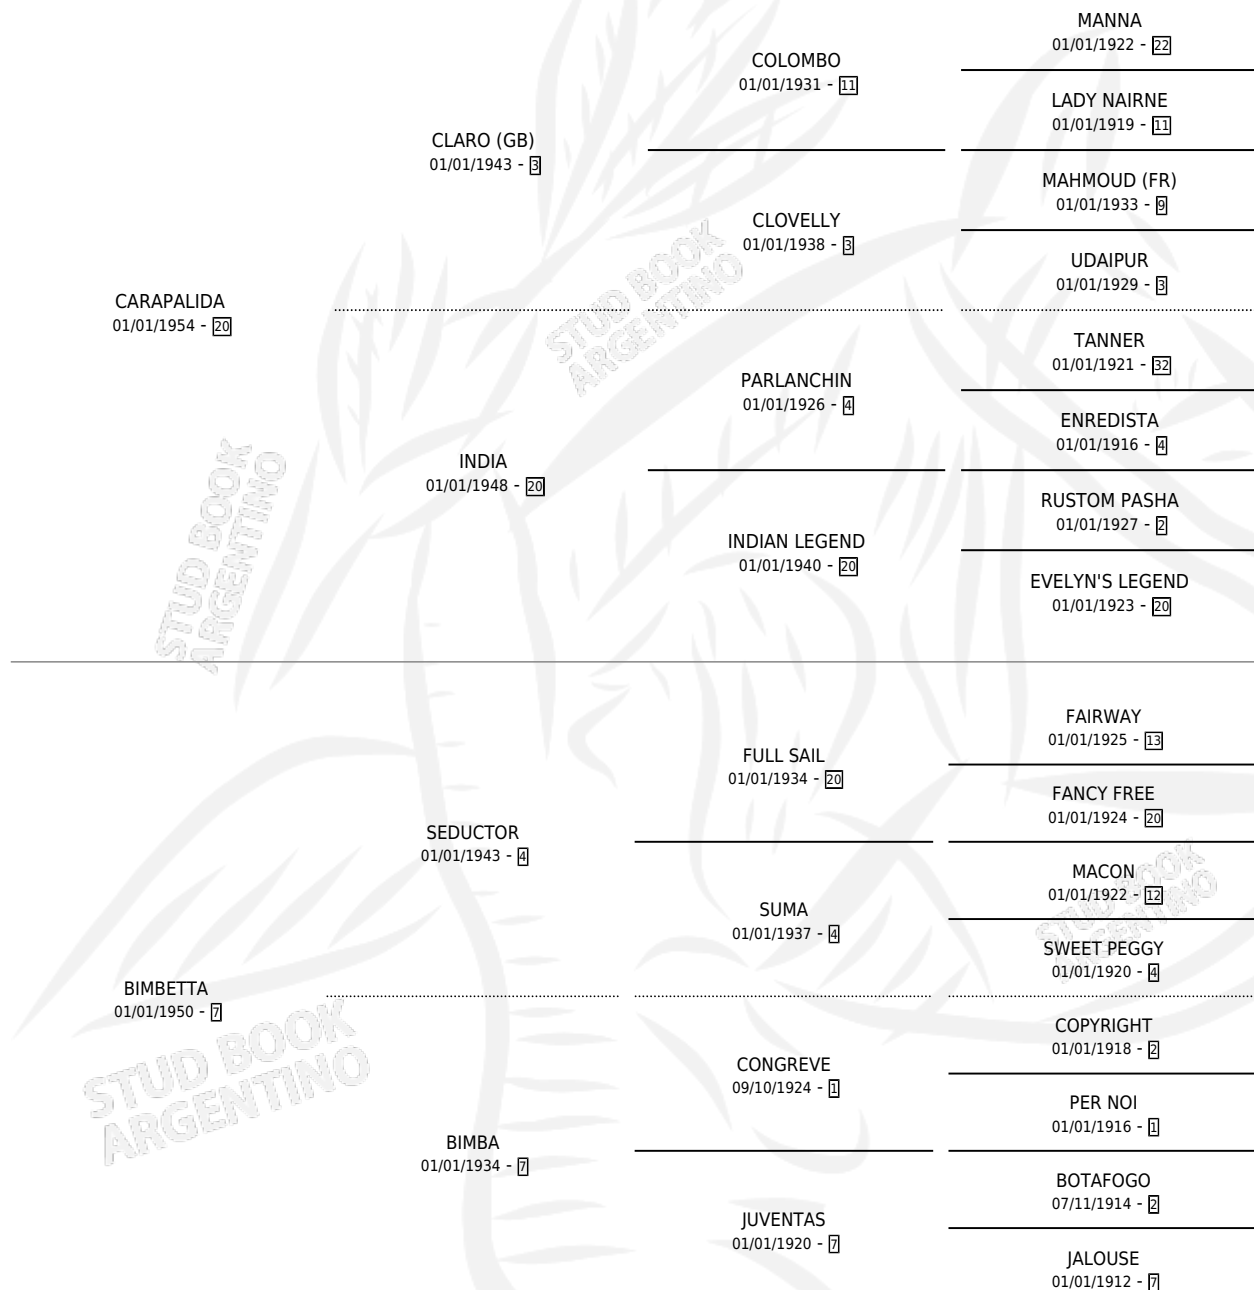 MANNA
01/01/1922 - 22
COLOMBO
01/01/1931 - 11
LADY NAIRNE
01/01/1919 - 11
CLARO (GB)
01/01/1943 - 3
MAHMOUD (FR)
01/01/1933 - 9
CLOVELLY
01/01/1938 - 3
UDAIPUR
01/01/1929 - 3
CARAPALIDA
01/01/1954 - 20
STUD BOOK
ARGENTINO
TANNER
01/01/1921 - 32
PARLANCHIN
01/01/1926 - 4
ENREDISTA
01/01/1916 - 4
INDIA
01/01/1948 - 20
RUSTOM PASHA
01/01/1927 - 2
INDIAN LEGEND
01/01/1940 - 20
EVELYN'S LEGEND
01/01/1923 - 20
STUD BOOK
ARGENTINO
FAIRWAY
01/01/1925 - 13
FULL SAIL
01/01/1934 - 20
FANCY FREE
01/01/1924 - 20
SEDUCTOR
01/01/1943 - 4
MACON
01/01/1922 - 12
SUMA
01/01/1937 - 4
SWEET PEGGY
01/01/1920 - 4
STUD BOOK
ARGENTINO
BIMBETTA
01/01/1950 - 7
COPYRIGHT
01/01/1918 - 2
CONGREVE
09/10/1924 - 1
PER NOI
01/01/1916 - 1
STUD BOOK
ARGENTINO
BIMBA
01/01/1934 - 7
BOTAFOGO
07/11/1914 - 2
JUVENTAS
01/01/1920 - 7
JALOUSE
01/01/1912 - 7